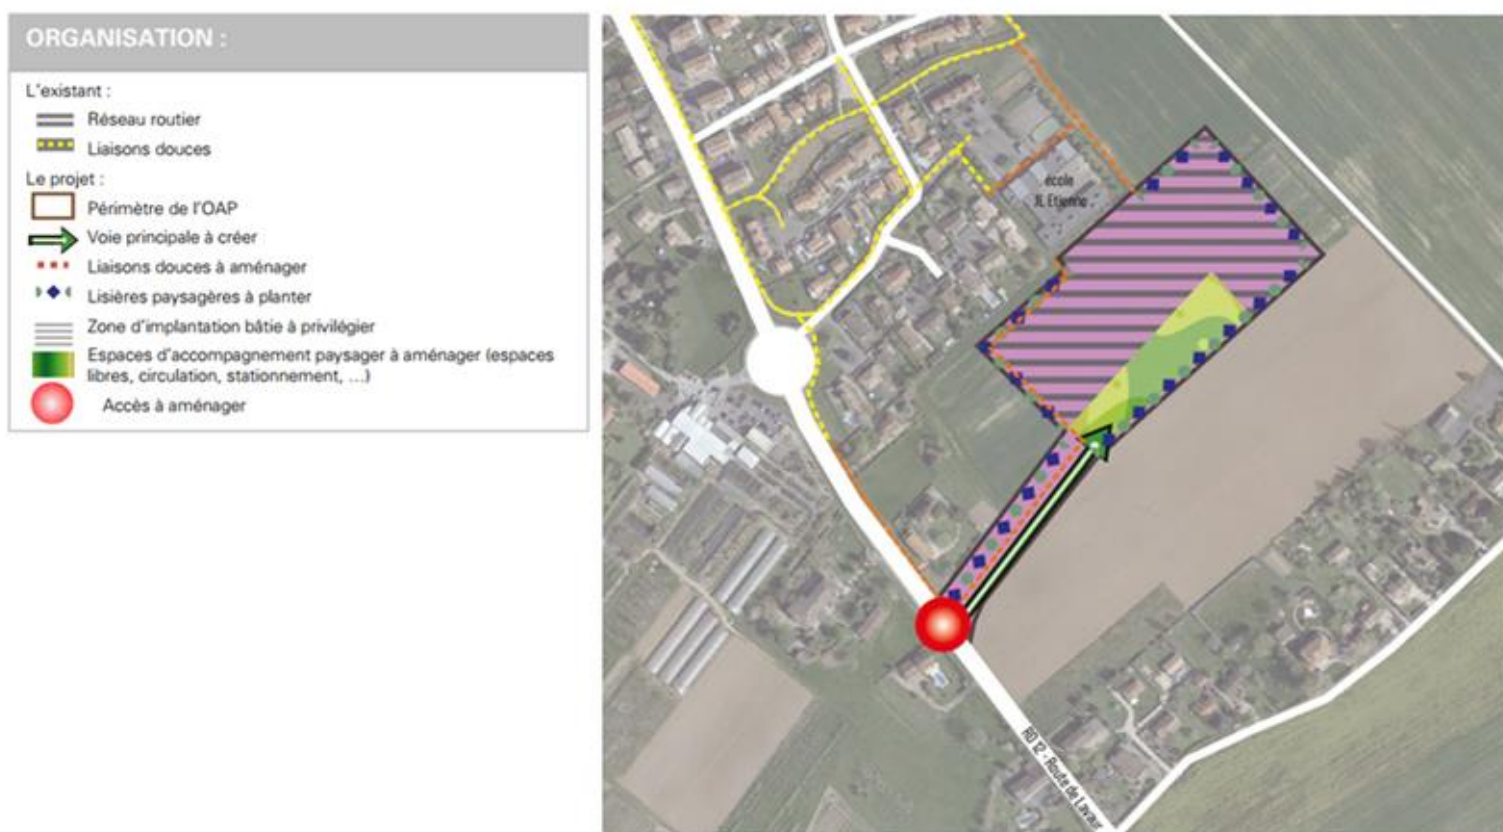 ORGANISATION :
L'existant :
Réseau routier
Liaisons douces
Le projet :
Périmètre de l'OAP
Voie principale à créer
Liaisons douces à aménager
Lisières paysagères à planter
Zone d'implantation bâtie à privilégier
Espaces d'accompagnement paysager à aménager (espaces
libres, circulation, stationnement, ...)
Accès à aménager
école
JL Etienne
RD 12 - Route de Lavaur